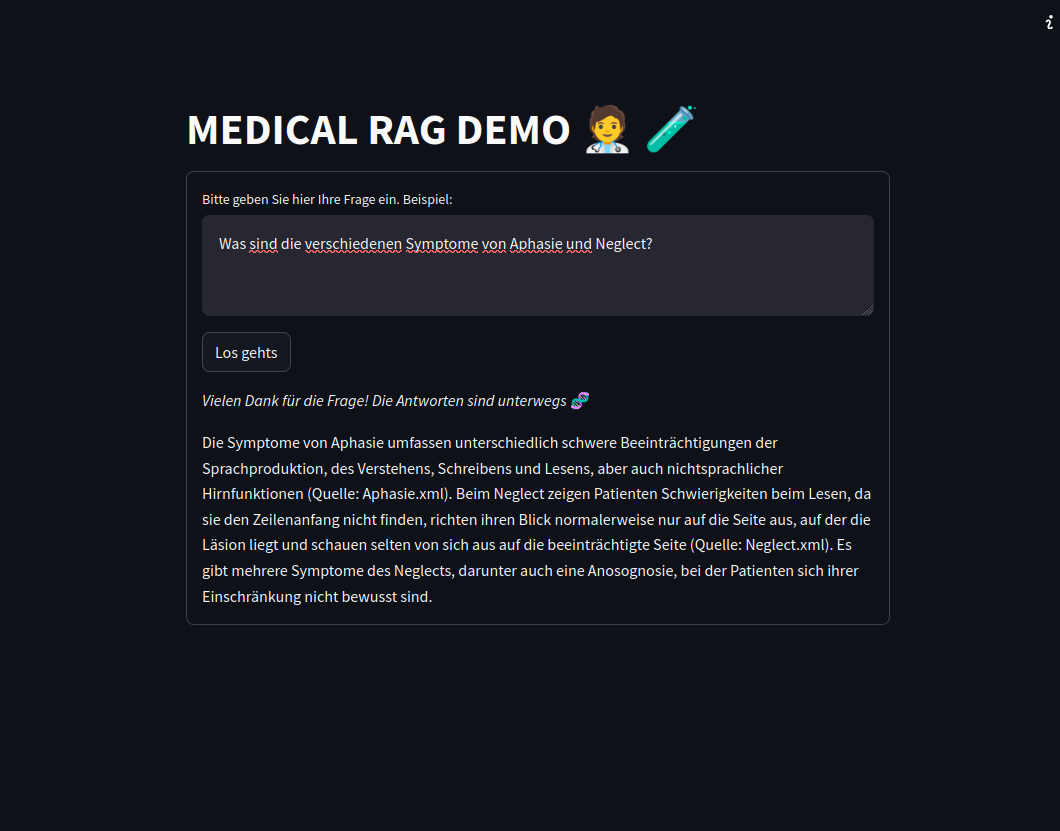 MEDICAL RAG DEMO 🧑‍⚕️ 🧪
Bitte geben Sie hier Ihre Frage ein. Beispiel:
Was sind die verschiedenen Symptome von Aphasie und Neglect?
Los gehts
Vielen Dank für die Frage! Die Antworten sind unterwegs 🧬
Die Symptome von Aphasie umfassen unterschiedlich schwere Beeinträchtigungen der
Sprachproduktion, des Verstehens, Schreibens und Lesens, aber auch nichtsprachlicher
Hirnfunktionen (Quelle: Aphasie.xml). Beim Neglect zeigen Patienten Schwierigkeiten beim Lesen, da
sie den Zeilenanfang nicht finden, richten ihren Blick normalerweise nur auf die Seite aus, auf der die
Läsion liegt und schauen selten von sich aus auf die beeinträchtigte Seite (Quelle: Neglect.xml). Es
gibt mehrere Symptome des Neglects, darunter auch eine Anosognosie, bei der Patienten sich ihrer
Einschränkung nicht bewusst sind.